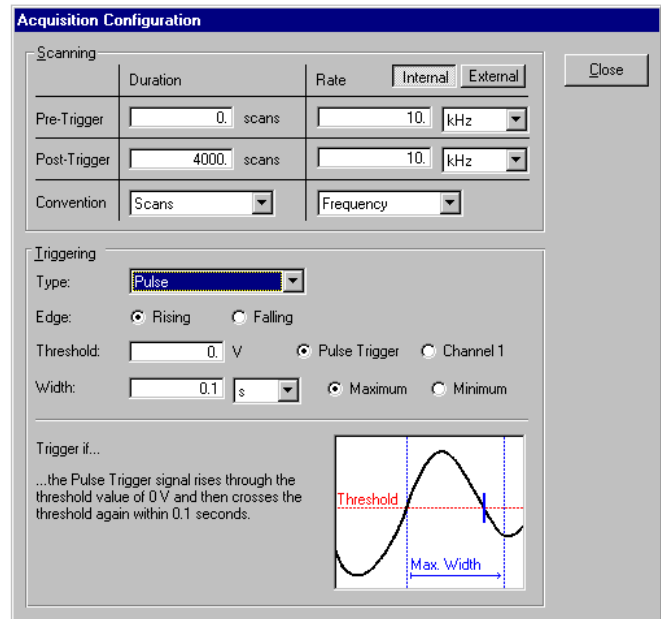 Acquisition Configuration
Scanning
Close
Duration
Rate Internal External
Pre-Trigger 0. scans 10. kHz
Post-Trigger 4000. scans 10. kHz
Convention Scans Frequency
Triggering
Type: Pulse
Edge: Rising Falling
Threshold: 0. V Pulse Trigger Channel 1
Width: 0.1 s Maximum Minimum
Trigger if...
...the Pulse Trigger signal rises through the
threshold value of 0 V and then crosses the
threshold again within 0.1 seconds.
Threshold
Max. Width